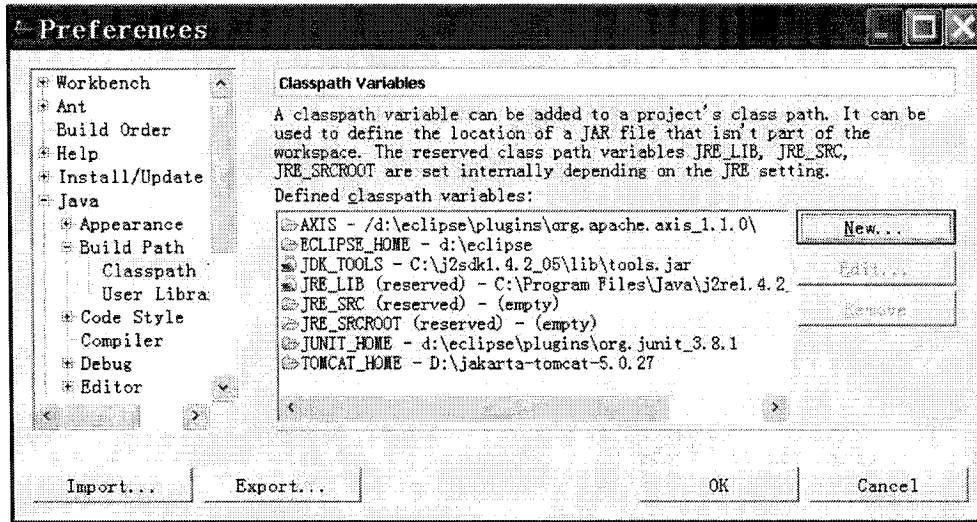 Preferences
Workbench
Ant
Build Order
Help
Install/Update
Java
Appearance
Build Path
Classpath
User Libra
Code Style
Compiler
Debug
Editor
Classpath Variables
A classpath variable can be added to a project's class path. It can be
used to define the location of a JAR file that isn't part of the
workspace. The reserved class path variables JRE_LIB, JRE_SRC,
JRE_SRCROOT are set internally depending on the JRE setting.
Defined classpath variables:
AXIS - /d:\eclipse\plugins\org.apache.axis_1.1.0\
ECLIPSE_HOME - d:\eclipse
JDK_TOOLS - C:\j2sdk1.4.2_05\lib\tools.jar
JRE_LIB (reserved) - C:\Program Files\Java\j2re1.4.2_
JRE_SRC (reserved) - (empty)
JRE_SRCROOT (reserved) - (empty)
JUNIT_HOME - d:\eclipse\plugins\org.junit_3.8.1
TOMCAT_HOME - D:\jakarta-tomcat-5.0.27
New...
Edit...
Remove
Import...
Export...
OK
Cancel